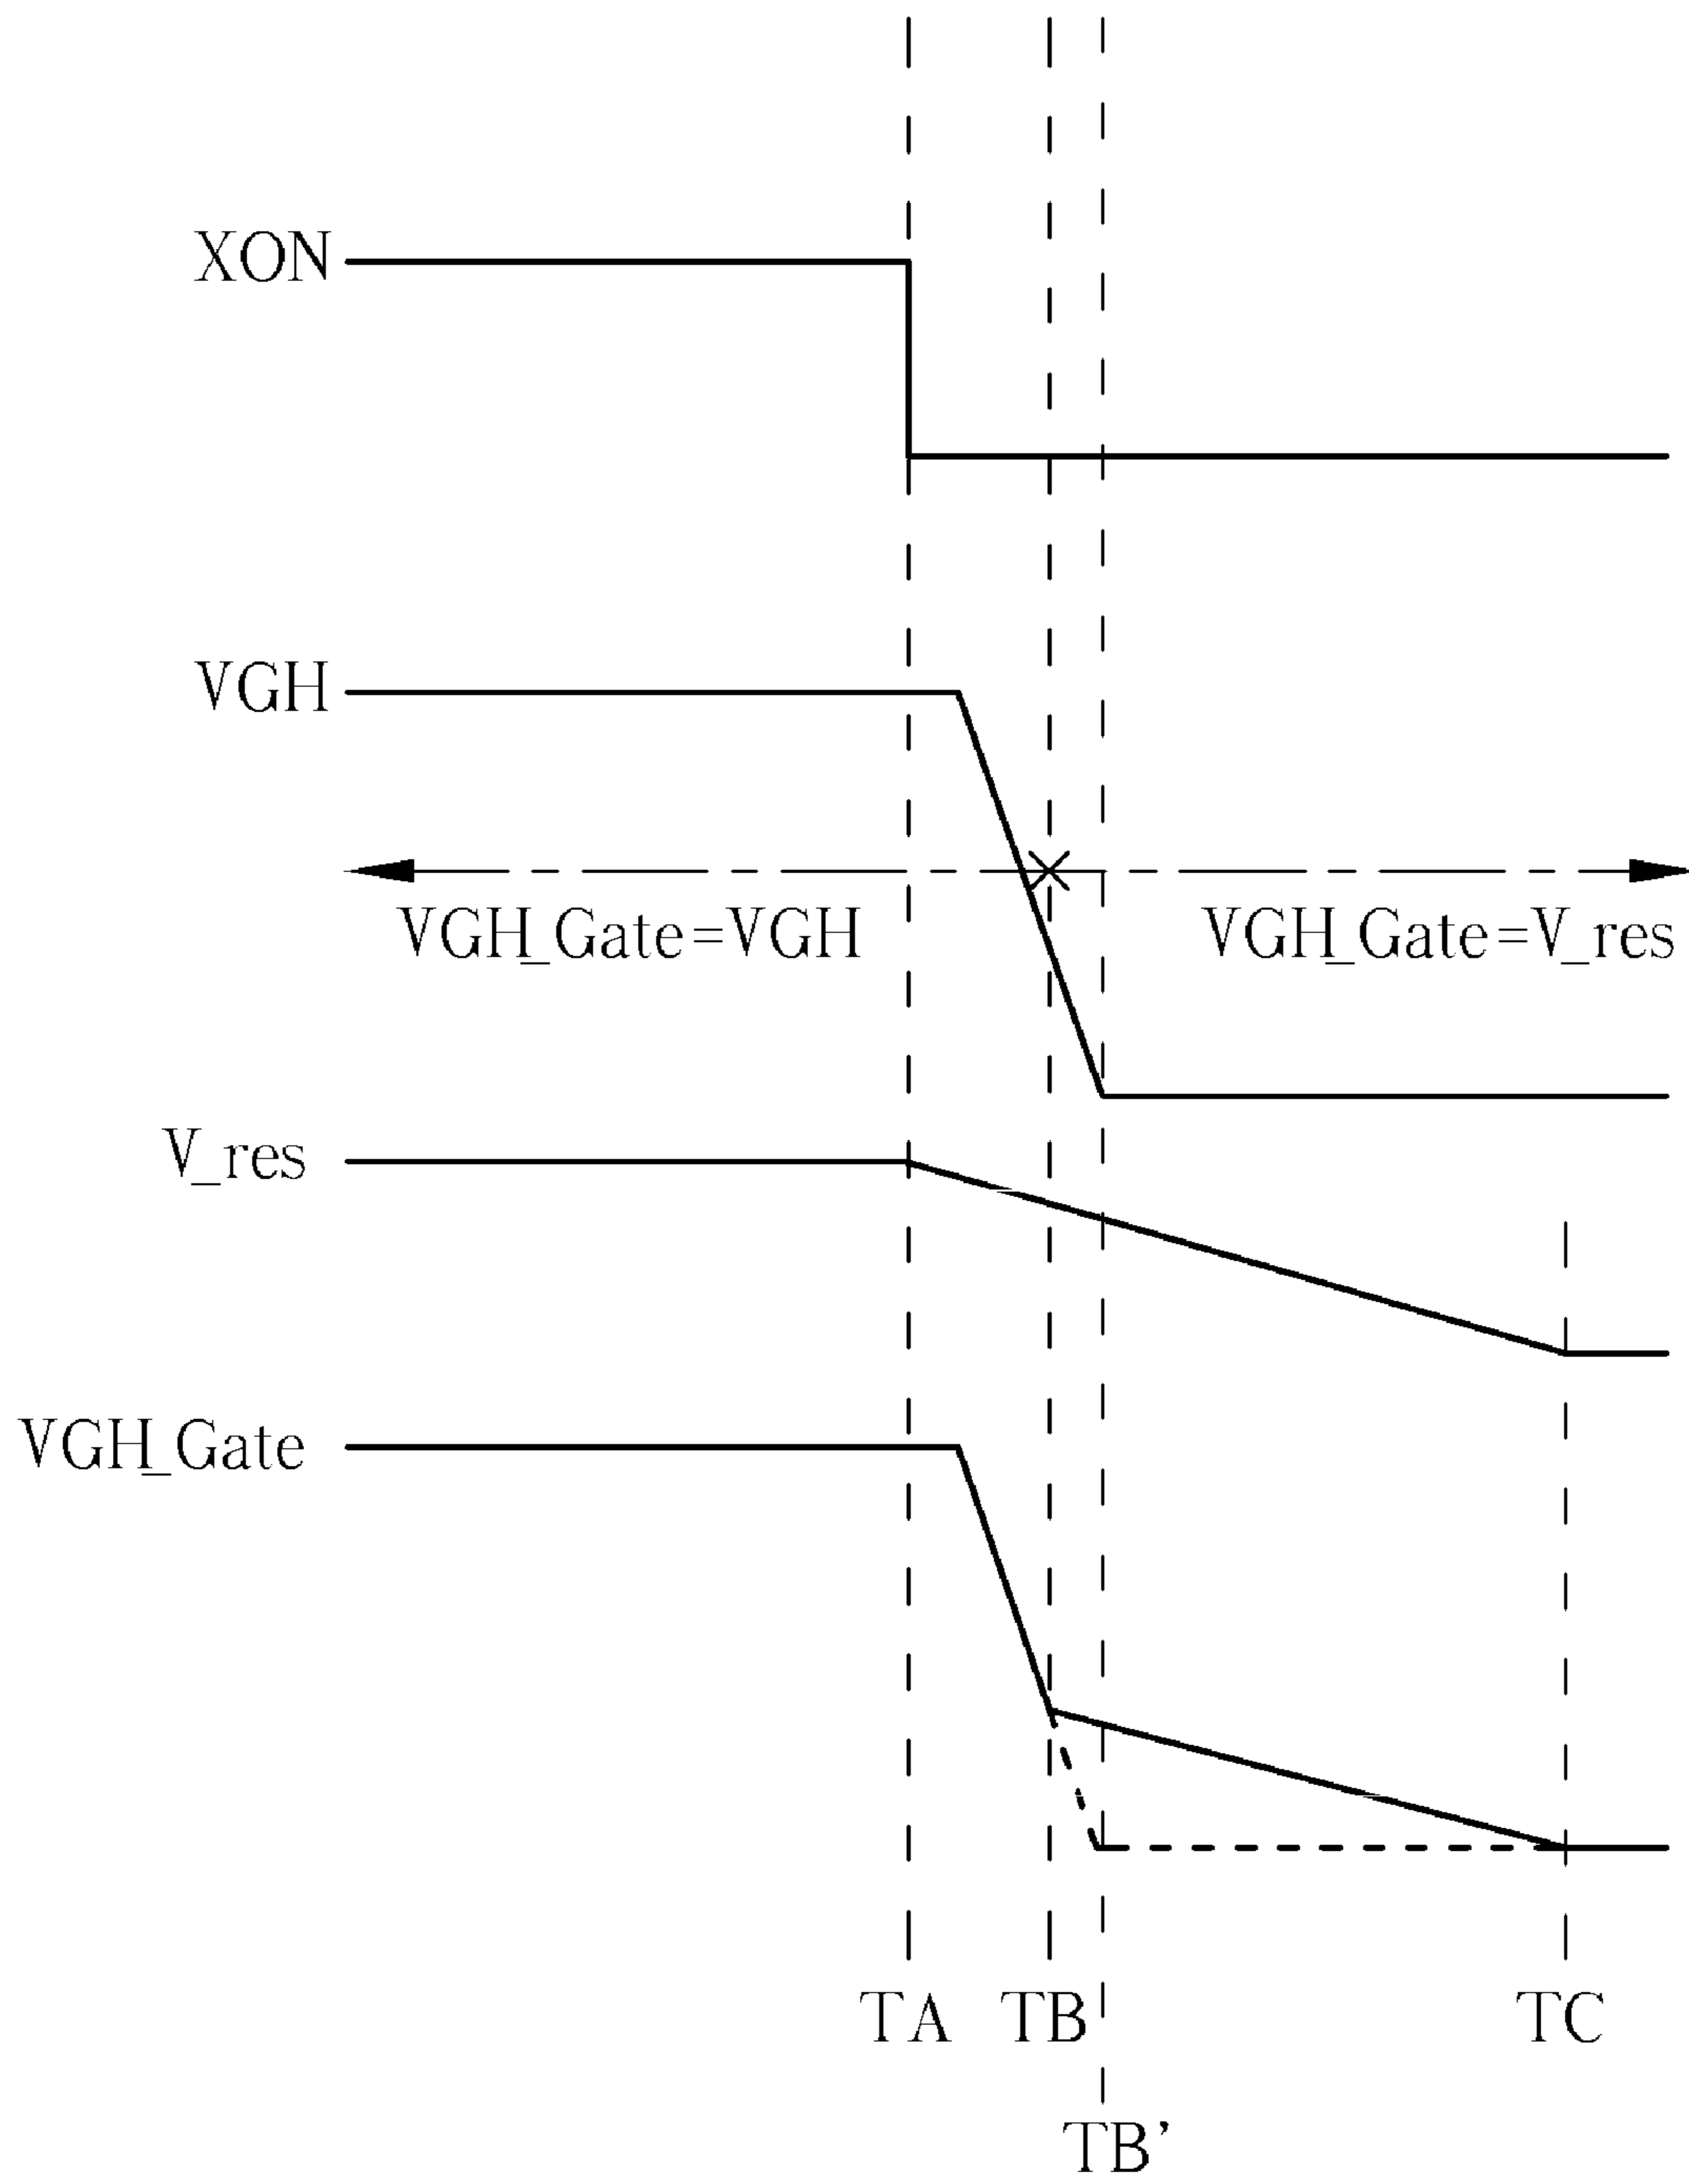 XON
VGH
VGH_Gate=VGH
VGH_Gate=V_res
V_res
VGH_Gate
TA
TB
TC
TB’